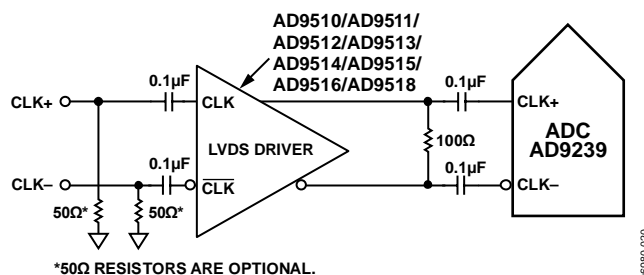 AD9510/AD9511/
AD9512/AD9513/
AD9514/AD9515/
AD9516/AD9518
0.1µF
0.1µF
CLK+
CLK
CLK+
ADC
AD9239
100Ω
LVDS DRIVER
0.1µF
0.1µF
CLK–
CLK
CLK–
50Ω*
50Ω*
*50Ω RESISTORS ARE OPTIONAL.